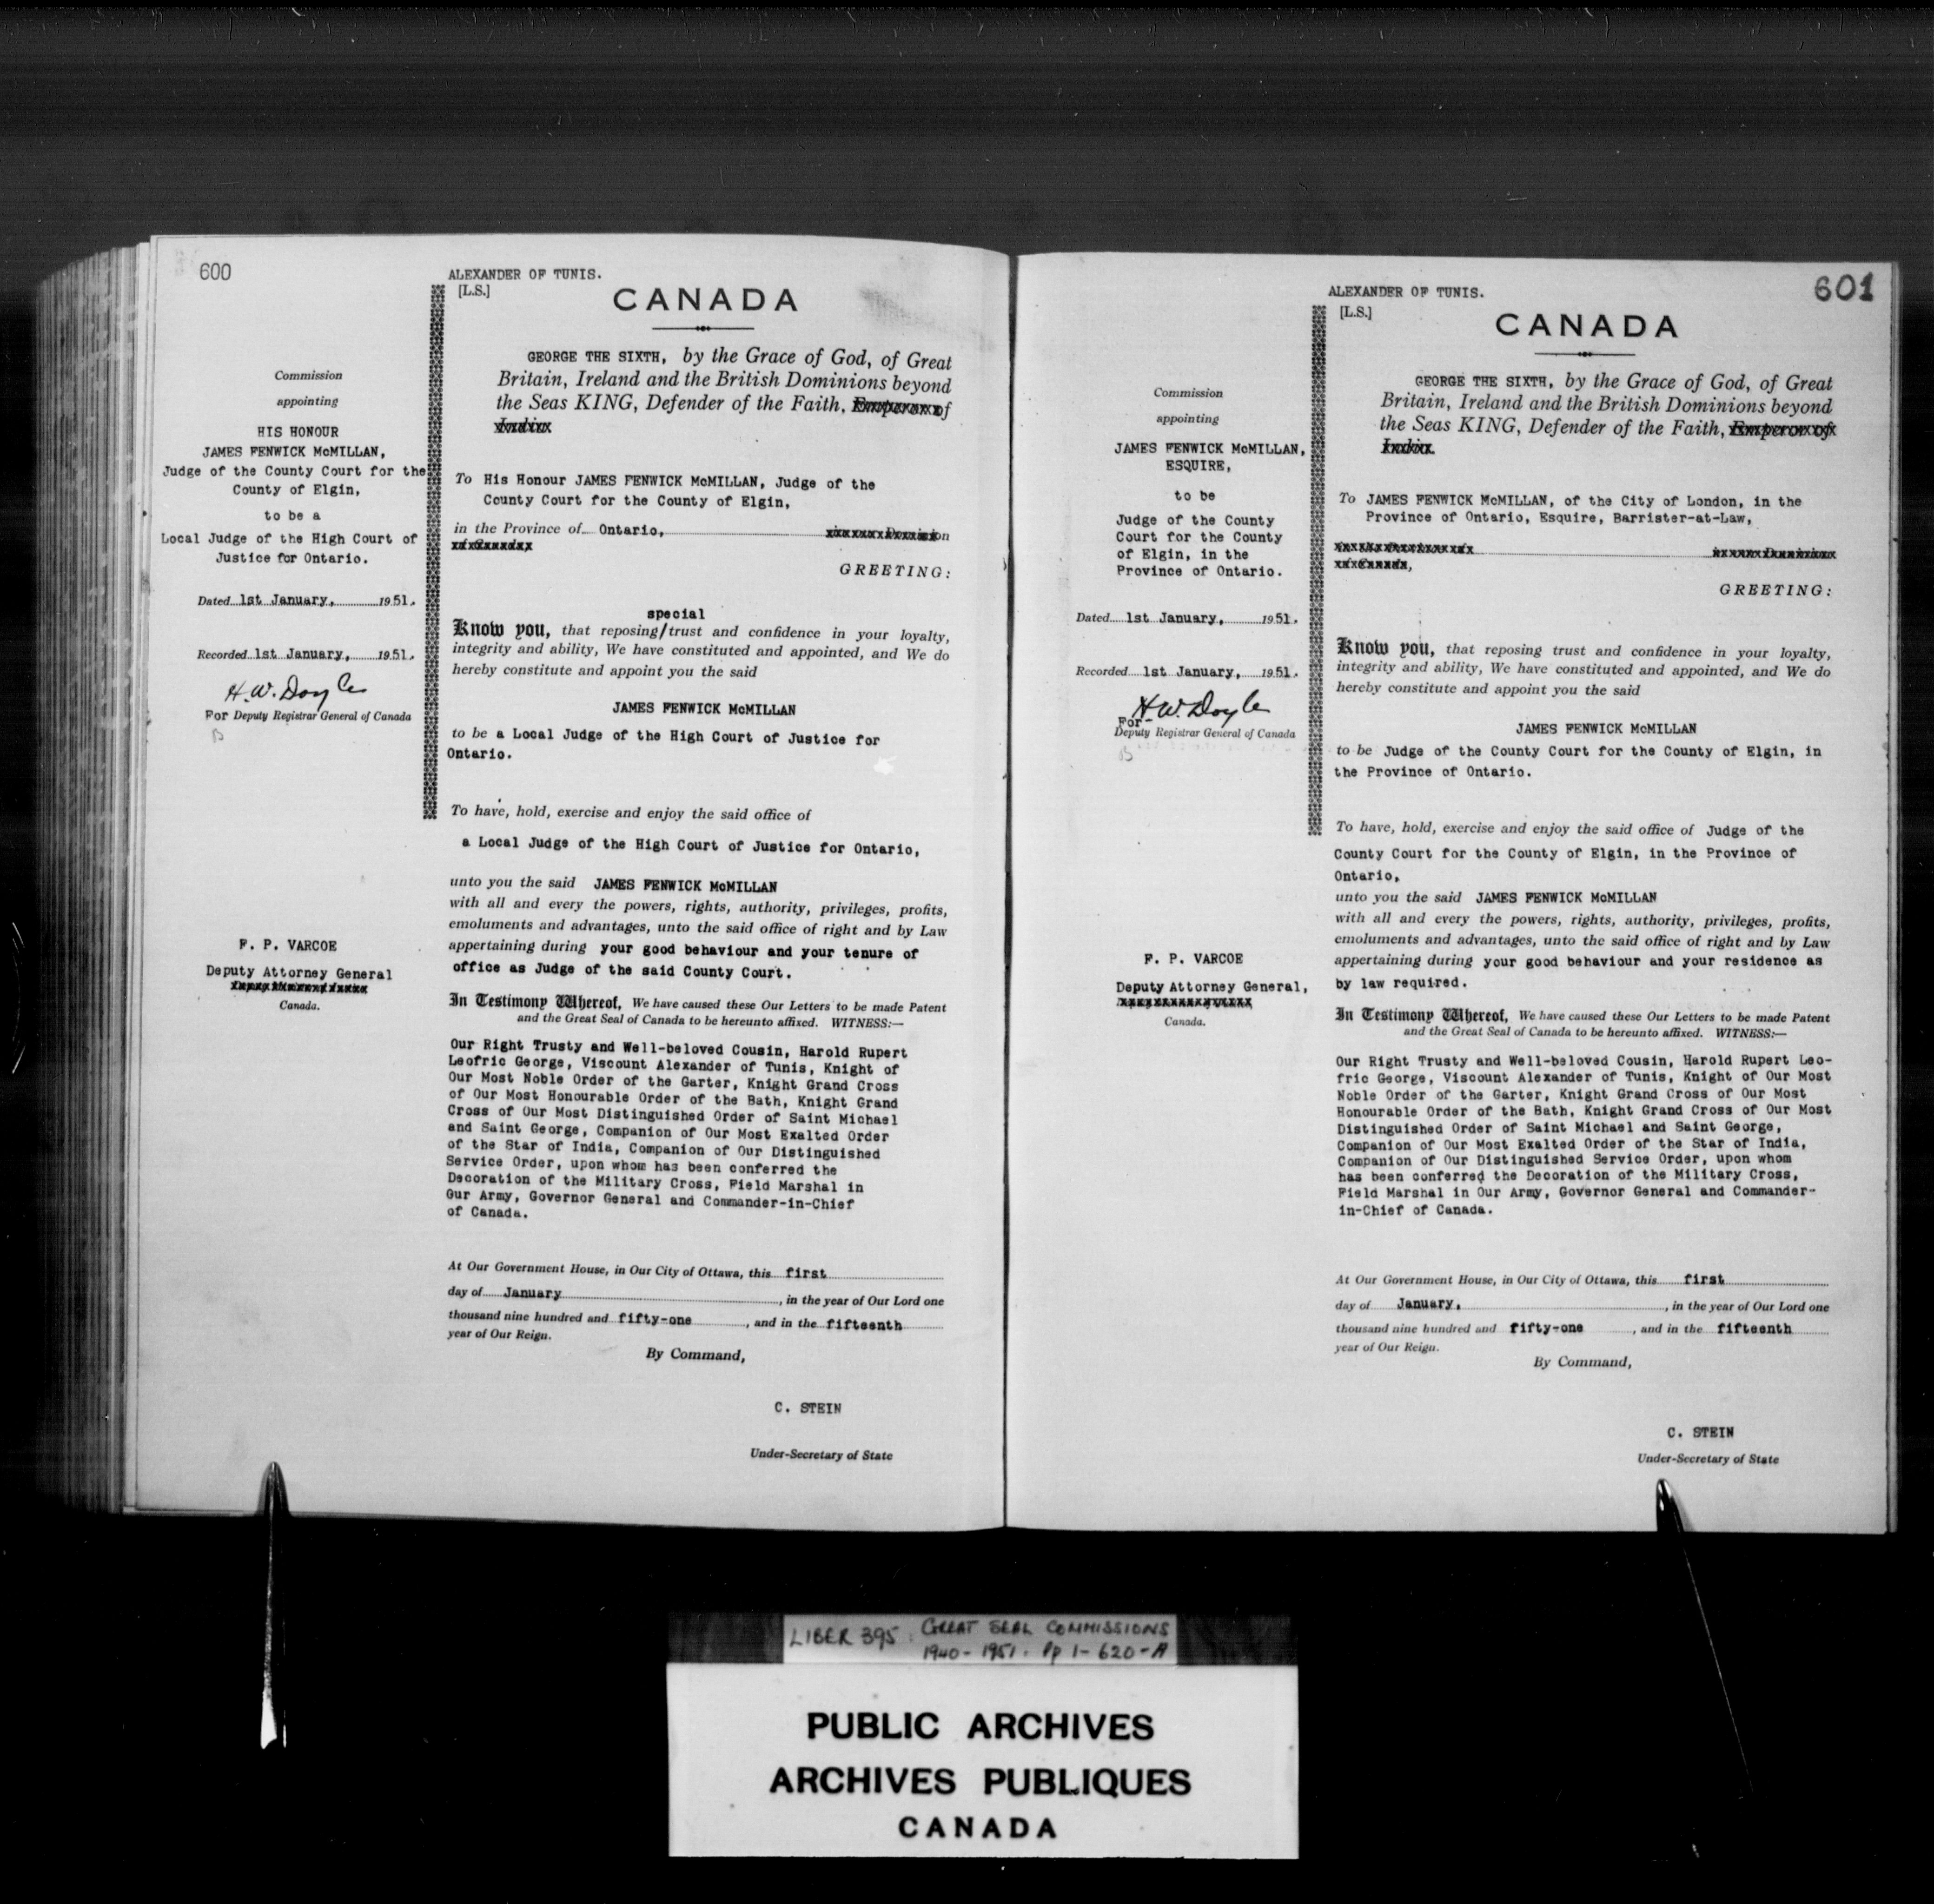 600
Commission
appointing
HIS HONOUR
JAMES FENWICK McMILLAN,
Judge of the County Court for the
County of Elgin,
to be a
Local Judge of the High Court of
Justice for Ontario.
Dated 1st January, 1951.
Recorded 1st January, 1951.
H.W. Doyle
For Deputy Registrar General of Canada
B
F. P. VARCOE
Deputy Attorney General
Canada.
ALEXANDER OF TUNIS.
[L.S.]
CANADA
GEORGE THE SIXTH, by the Grace of God, of Great
Britain, Ireland and the British Dominions beyond
the Seas KING, Defender of the Faith, Emperor of
India
To His Honour JAMES FENWICK McMILLAN, Judge of the
County Court for the County of Elgin,
in the Province of Ontario, Dominion
of Canada
GREETING:
special
Know you, that reposing/trust and confidence in your loyalty,
integrity and ability, We have constituted and appointed, and We do
hereby constitute and appoint you the said
JAMES FENWICK McMILLAN
to be a Local Judge of the High Court of Justice for
Ontario.
To have, hold, exercise and enjoy the said office of
a Local Judge of the High Court of Justice for Ontario,
unto you the said JAMES FENWICK McMILLAN
with all and every the powers, rights, authority, privileges, profits,
emoluments and advantages, unto the said office of right and by Law
appertaining during your good behaviour and your tenure of
office as Judge of the said County Court.
In Testimony Whereof, We have caused these Our Letters to be made Patent
and the Great Seal of Canada to be hereunto affixed. WITNESS:—
Our Right Trusty and Well-beloved Cousin, Harold Rupert
Leofric George, Viscount Alexander of Tunis, Knight of
Our Most Noble Order of the Garter, Knight Grand Cross
of Our Most Honourable Order of the Bath, Knight Grand
Cross of Our Most Distinguished Order of Saint Michael
and Saint George, Companion of Our Most Exalted Order
of the Star of India, Companion of Our Distinguished
Service Order, upon whom has been conferred the
Decoration of the Military Cross, Field Marshal in
Our Army, Governor General and Commander-in-Chief
of Canada.
At Our Government House, in Our City of Ottawa, this first
day of January, in the year of Our Lord one
thousand nine hundred and fifty-one, and in the fifteenth
year of Our Reign.
By Command,
C. STEIN
Under-Secretary of State
601
Commission
appointing
JAMES FENWICK McMILLAN,
ESQUIRE,
to be
Judge of the County
Court for the County
of Elgin, in the
Province of Ontario.
Dated 1st January, 1951.
Recorded 1st January, 1951.
H.W. Doyle
For-
Deputy Registrar General of Canada
B
F. P. VARCOE
Deputy Attorney General,
Canada.
ALEXANDER OF TUNIS.
[L.S.]
CANADA
GEORGE THE SIXTH, by the Grace of God, of Great
Britain, Ireland and the British Dominions beyond
the Seas KING, Defender of the Faith, Emperor of
India
To JAMES FENWICK McMILLAN, of the City of London, in the
Province of Ontario, Esquire, Barrister-at-Law,
Dominion
of Canada,
GREETING:
Know you, that reposing trust and confidence in your loyalty,
integrity and ability, We have constituted and appointed, and We do
hereby constitute and appoint you the said
JAMES FENWICK McMILLAN
to be Judge of the County Court for the County of Elgin, in
the Province of Ontario.
To have, hold, exercise and enjoy the said office of Judge of the
County Court for the County of Elgin, in the Province of
Ontario,
unto you the said JAMES FENWICK McMILLAN
with all and every the powers, rights, authority, privileges, profits,
emoluments and advantages, unto the said office of right and by Law
appertaining during your good behaviour and your residence as
by law required.
In Testimony Whereof, We have caused these Our Letters to be made Patent
and the Great Seal of Canada to be hereunto affixed. WITNESS:—
Our Right Trusty and Well-beloved Cousin, Harold Rupert Leo-
fric George, Viscount Alexander of Tunis, Knight of Our Most
Noble Order of the Garter, Knight Grand Cross of Our Most
Honourable Order of the Bath, Knight Grand Cross of Our Most
Distinguished Order of Saint Michael and Saint George,
Companion of Our Most Exalted Order of the Star of India,
Companion of Our Distinguished Service Order, upon whom
has been conferred the Decoration of the Military Cross,
Field Marshal in Our Army, Governor General and Commander-
in-Chief of Canada.
At Our Government House, in Our City of Ottawa, this first
day of January, in the year of Our Lord one
thousand nine hundred and fifty-one, and in the fifteenth
year of Our Reign.
By Command,
C. STEIN
Under-Secretary of State
LIBER 395. GREAT SEAL COMMISSIONS
1940-1951. Pp 1-620-A
PUBLIC ARCHIVES
ARCHIVES PUBLIQUES
CANADA